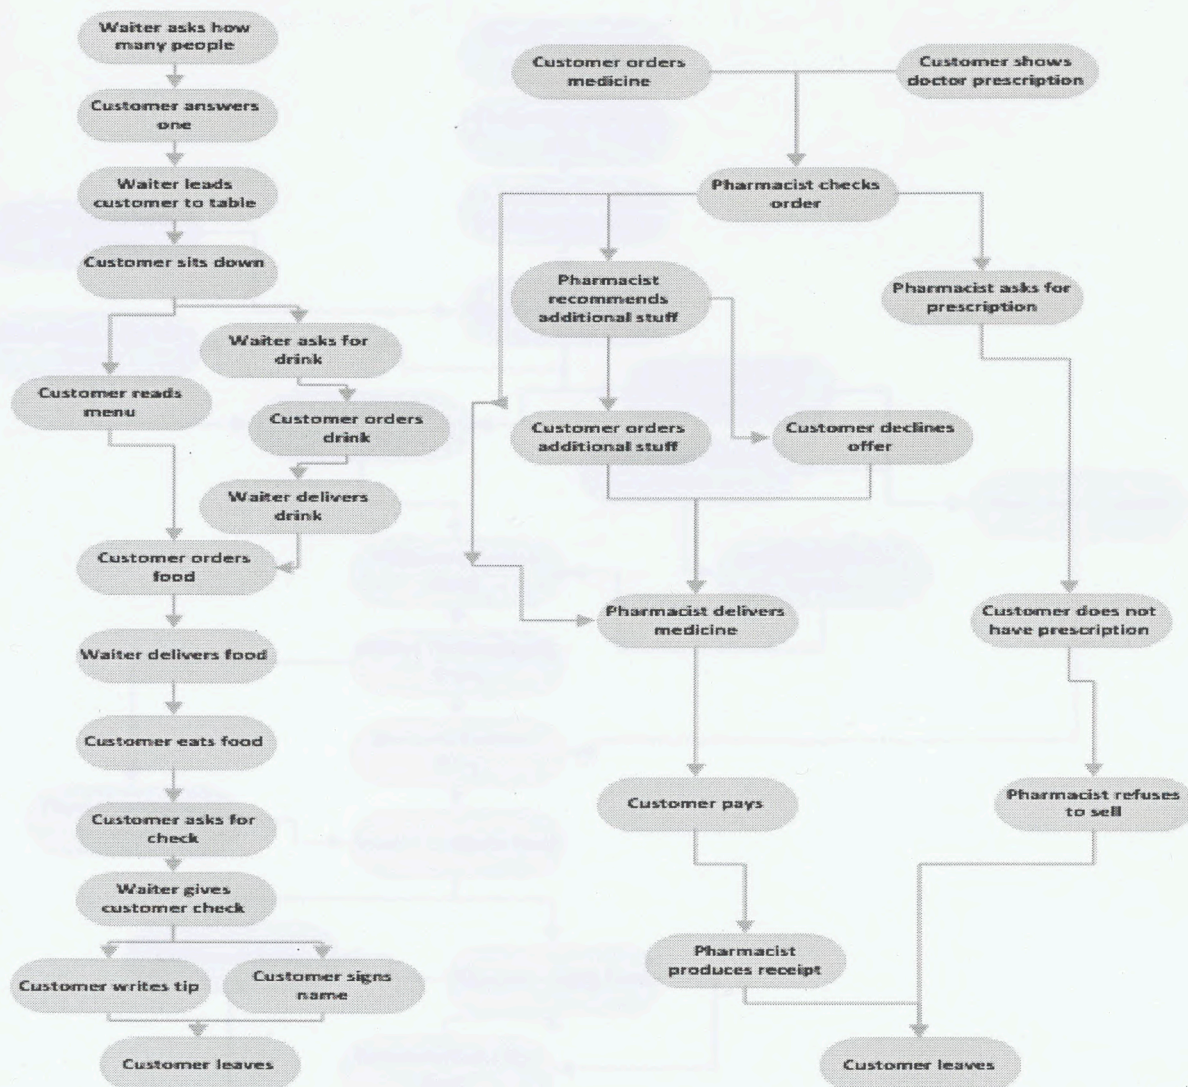 Waiter asks how
many people
Customer answers
one
Waiter leads
customer to table
Customer sits down
Waiter asks for
drink
Customer reads
menu
Customer orders
drink
Waiter delivers
drink
Customer orders
food
Waiter delivers food
Customer eats food
Customer asks for
check
Waiter gives
customer check
Customer writes tip
Customer signs
name
Customer leaves
Customer orders
medicine
Customer shows
doctor prescription
Pharmacist checks
order
Pharmacist
recommends
additional stuff
Pharmacist asks for
prescription
Customer orders
additional stuff
Customer declines
offer
Pharmacist delivers
medicine
Customer does not
have prescription
Customer pays
Pharmacist refuses
to sell
Pharmacist
produces receipt
Customer leaves